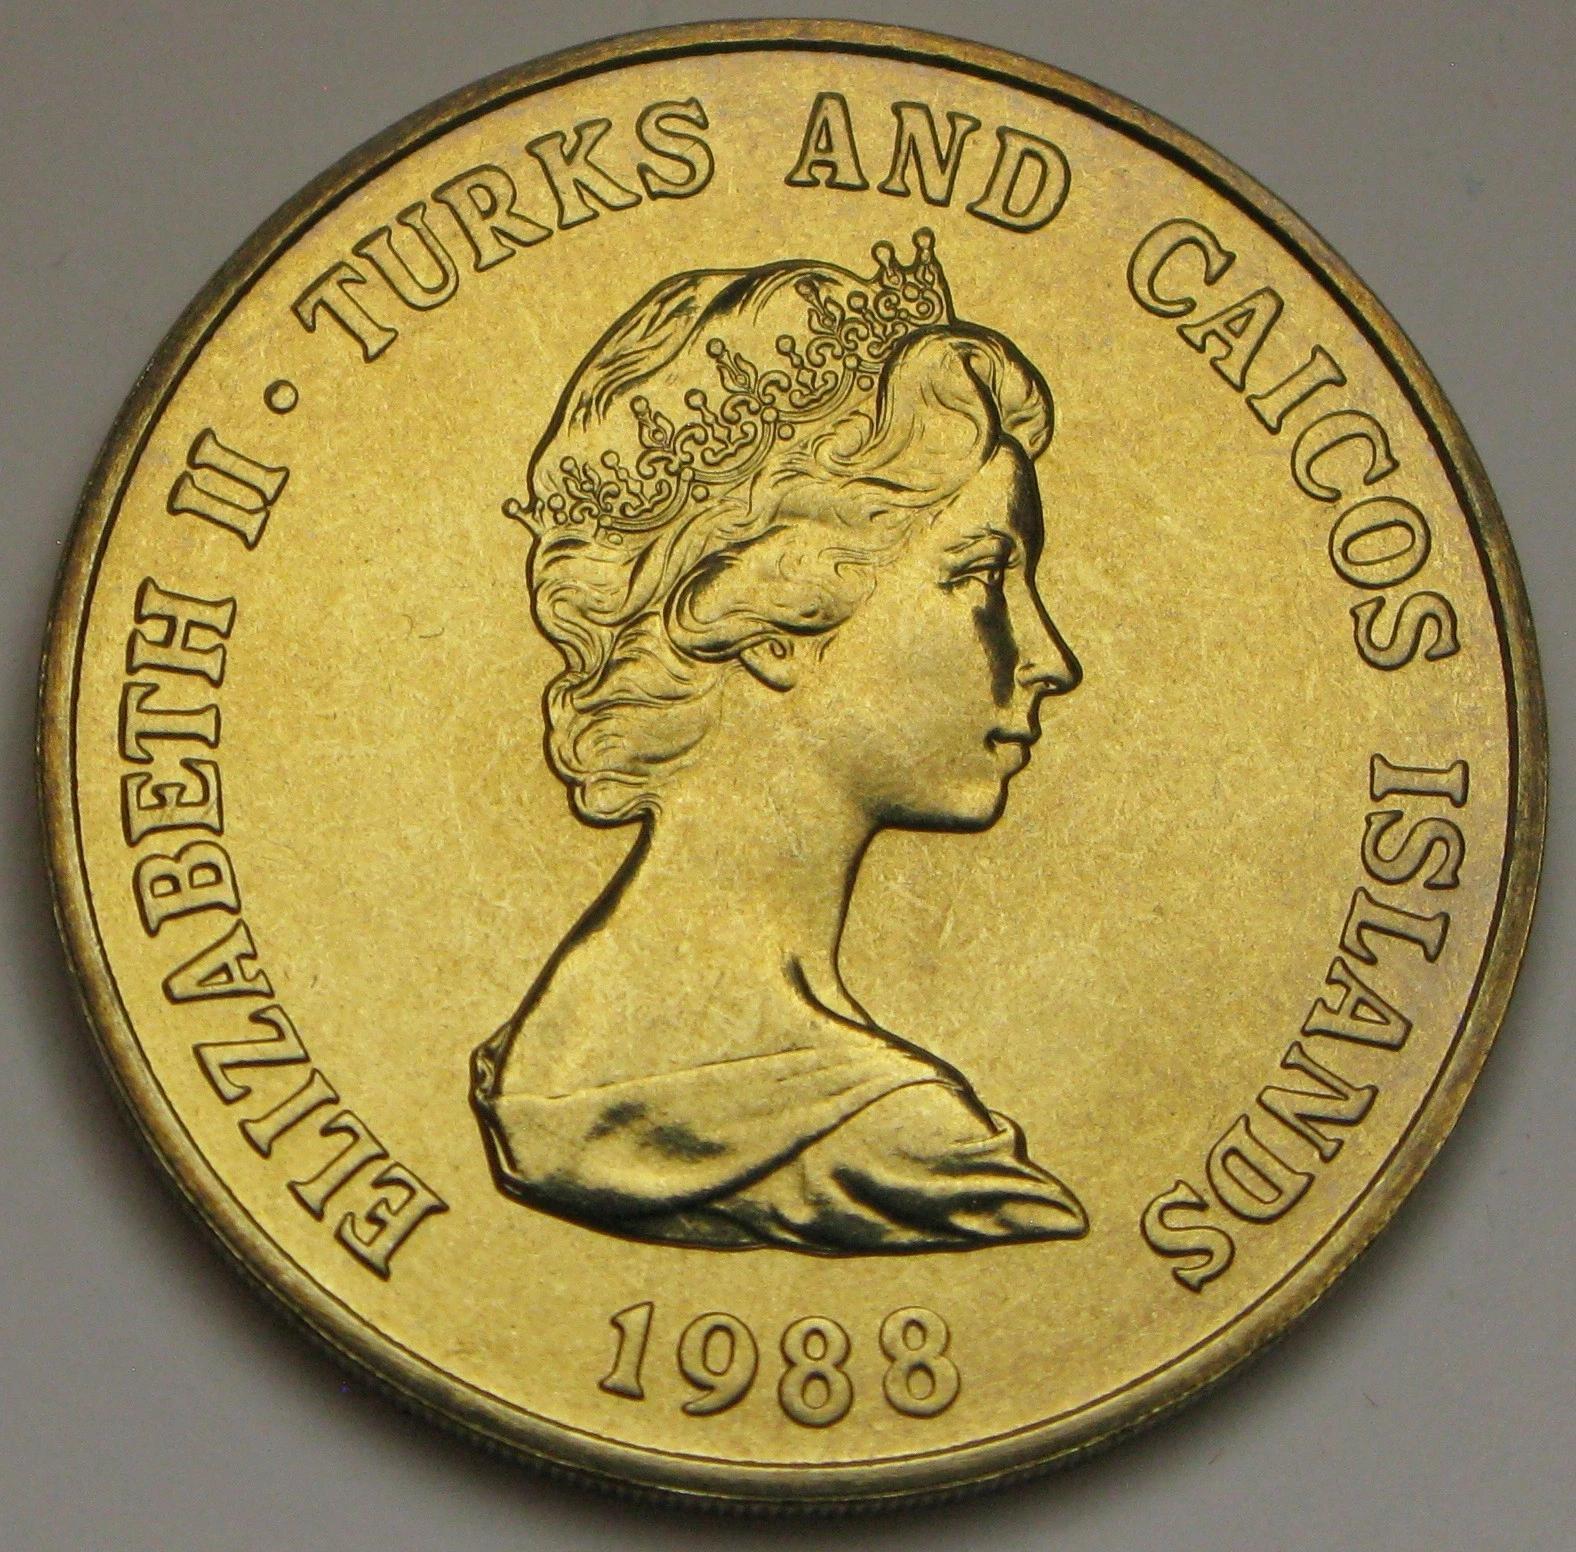 ELIZABETH II · TURKS AND CAICOS ISLANDS
1988